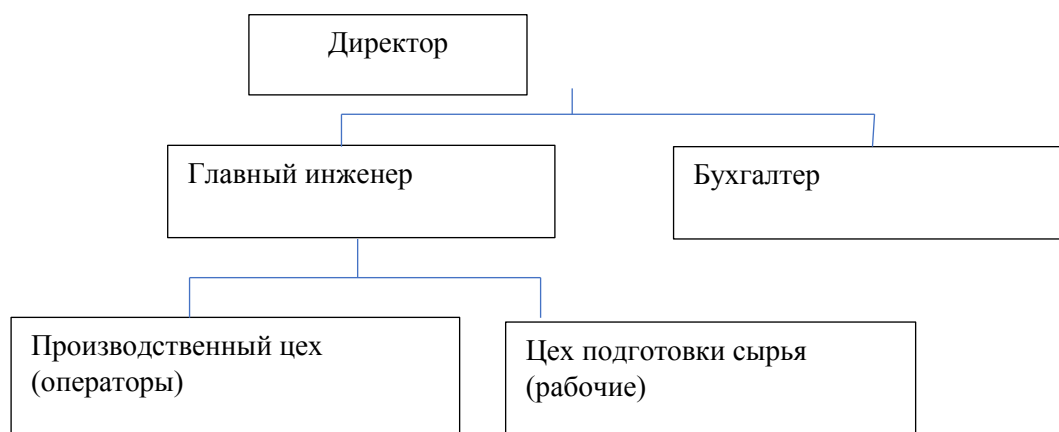 Директор
Главный инженер
Бухгалтер
Производственный цех
(операторы)
Цех подготовки сырья
(рабочие)